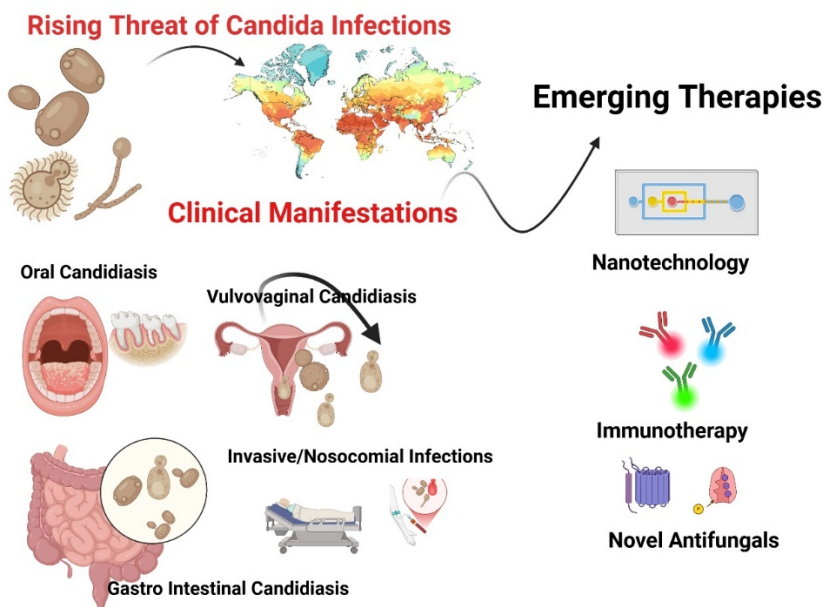 Rising Threat of Candida Infections
Emerging Therapies
Clinical Manifestations
Nanotechnology
Oral Candidiasis
Vulvovaginal Candidiasis
Immunotherapy
Invasive/Nosocomial Infections
Novel Antifungals
Gastro Intestinal Candidiasis